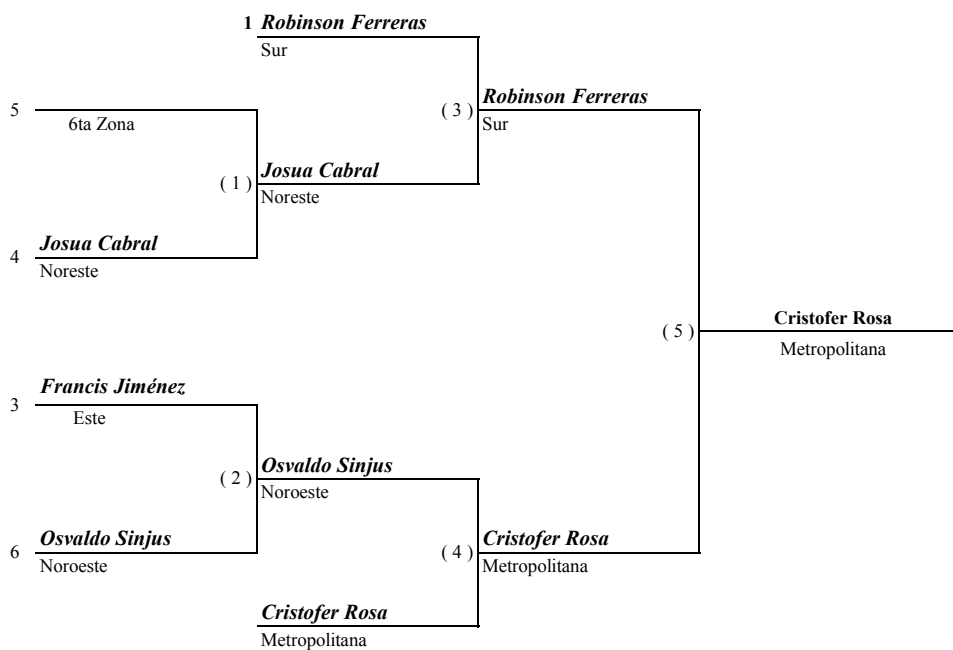 1 Robinson Ferreras
Sur
5
6ta Zona
( 3 )
Robinson Ferreras
Sur
( 1 )
Josua Cabral
Noreste
4
Josua Cabral
Noreste
( 5 )
Cristofer Rosa
Metropolitana
3
Francis Jiménez
Este
( 2 )
Osvaldo Sinjus
Noroeste
6
Osvaldo Sinjus
Noroeste
( 4 )
Cristofer Rosa
Metropolitana
Cristofer Rosa
Metropolitana